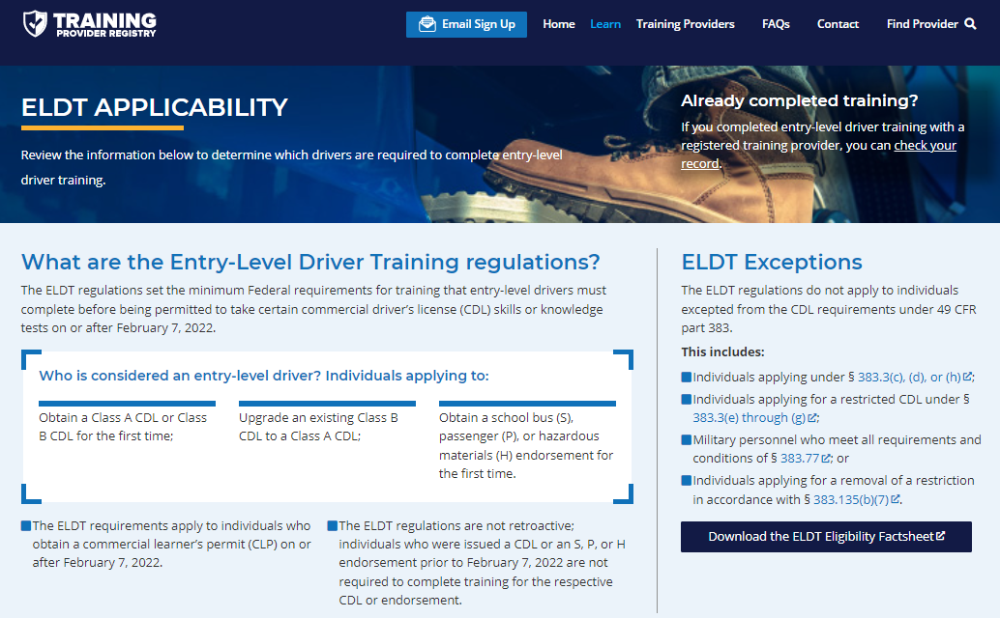 TRAINING
PROVIDER REGISTRY
Email Sign Up
Home
Learn
Training Providers
FAQs
Contact
Find Provider
ELDT APPLICABILITY
Review the information below to determine which drivers are required to complete entry-level
driver training.
Already completed training?
If you completed entry-level driver training with a
registered training provider, you can check your
record.
What are the Entry-Level Driver Training regulations?
The ELDT regulations set the minimum Federal requirements for training that entry-level drivers must
complete before being permitted to take certain commercial driver's license (CDL) skills or knowledge
tests on or after February 7, 2022.
Who is considered an entry-level driver? Individuals applying to:
Obtain a Class A CDL or Class
B CDL for the first time;
Upgrade an existing Class B
CDL to a Class A CDL;
Obtain a school bus (S),
passenger (P), or hazardous
materials (H) endorsement for
the first time.
The ELDT requirements apply to individuals who
obtain a commercial learner's permit (CLP) on or
after February 7, 2022.
The ELDT regulations are not retroactive;
individuals who were issued a CDL or an S, P, or H
endorsement prior to February 7, 2022 are not
required to complete training for the respective
CDL or endorsement.
ELDT Exceptions
The ELDT regulations do not apply to individuals
excepted from the CDL requirements under 49 CFR
part 383.
This includes:
Individuals applying under § 383.3(c), (d), or (h);
Individuals applying for a restricted CDL under §
383.3(e) through (g);
Military personnel who meet all requirements and
conditions of § 383.77; or
Individuals applying for a removal of a restriction
in accordance with § 383.135(b)(7).
Download the ELDT Eligibility Factsheet